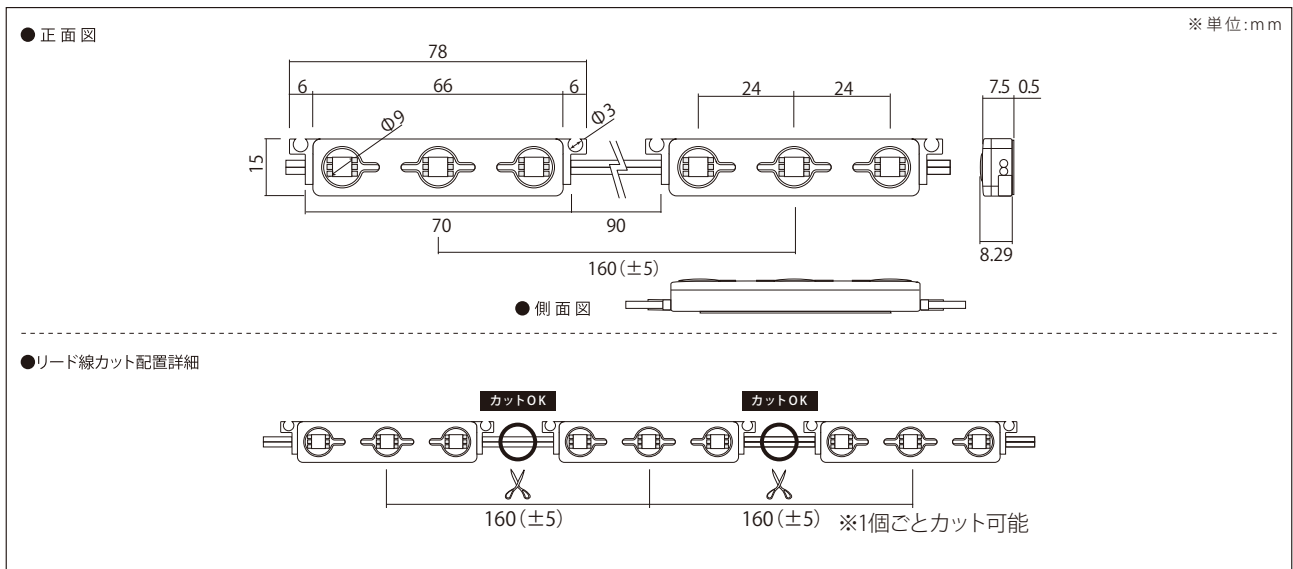 ●正面図
※単位:mm
78
6 66 6
24 24
7.5 0.5
Φ9
Φ3
15
70 90
8.29
160(±5)
●側面図
●リード線カット配置詳細
カットOK カットOK
160(±5) 160(±5) ※1個ごとカット可能